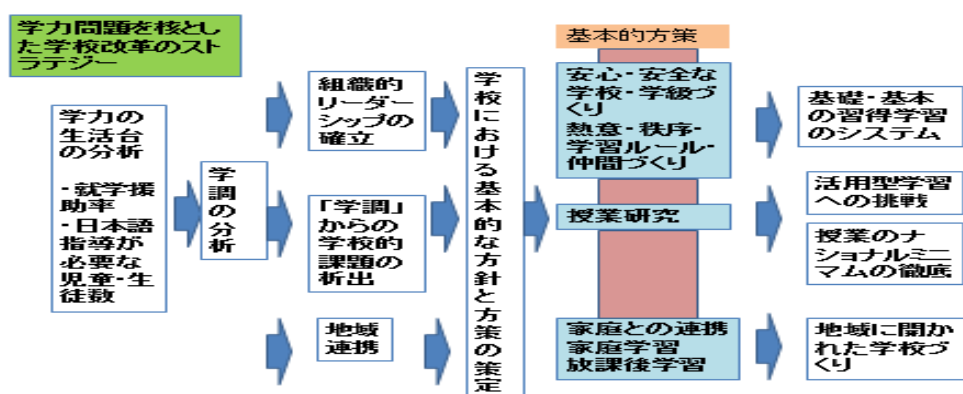 学力問題を核とし
た学校改革のスト
ラテジー
学力の
生活台
の分析
・就学援
助率
・日本語
指導が
必要な
児童・生
徒数
学調の分析
組織的
リーダー
シップの
確立
「学調」
からの
学校的
課題の
析出
地域
連携
学校における基本的な方針と方策の策定
基本的方策
安心・安全な
学校・学級づ
くり
熱意・秩序・
学習ルール・
仲間づくり
授業研究
家庭との連携
家庭学習
放課後学習
基礎・基本
の習得学習
のシステム
活用型学習
への挑戦
授業のナ
ショナルミニ
マムの徹底
地域に開か
れた学校づ
くり